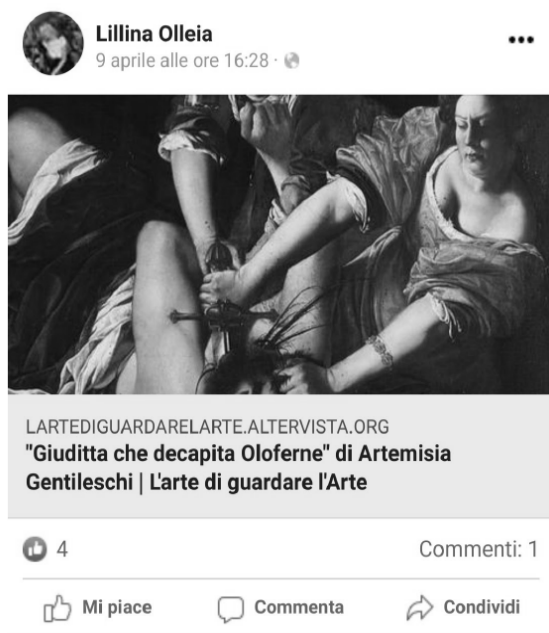 Lillina Olleia
9 aprile alle ore 16:28 ·
LARTEDIGUARDARELARTE.ALTERVISTA.ORG
"Giuditta che decapita Oloferne" di Artemisia
Gentileschi | L'arte di guardare l'Arte
4 Commenti: 1
Mi piace Commenta Condividi